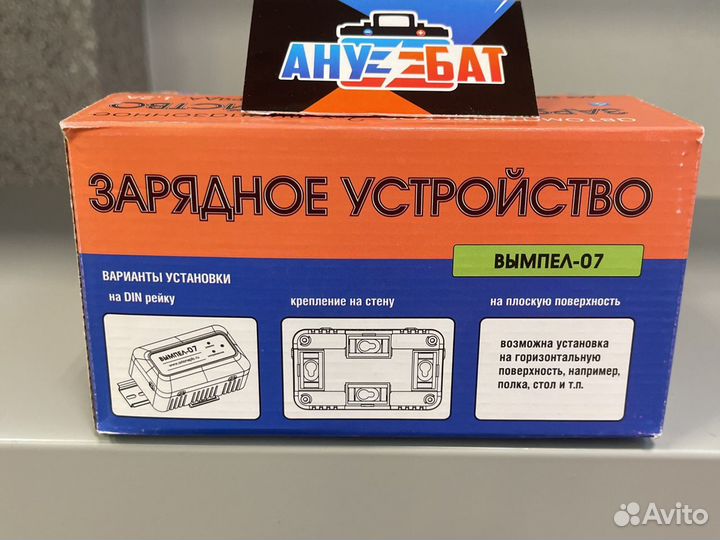 АНУ БАТ
ЗАРЯДНОЕ УСТРОЙСТВО
ВЫМПЕЛ-07
ВАРИАНТЫ УСТАНОВКИ
на DIN рейку
крепление на стену
на плоскую поверхность
ВЫМПЕЛ-07
возможна установка
на горизонтальную
поверхность, например,
полка, стол и т.п.
Avito